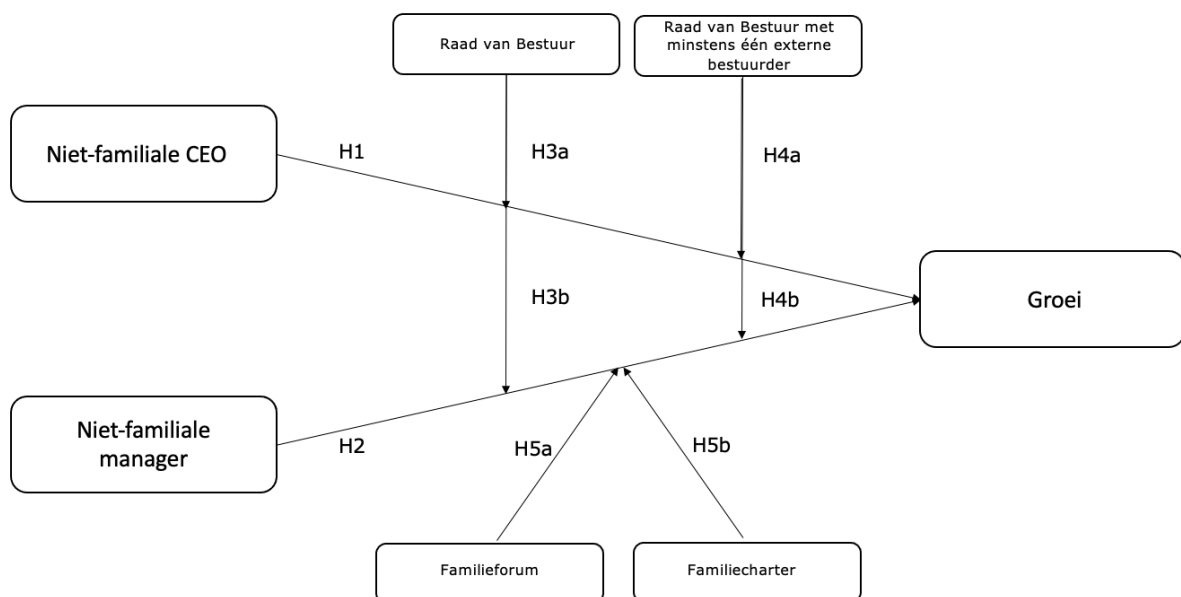 Raad van Bestuur
Raad van Bestuur met
minstens één externe
bestuurder
Niet-familiale CEO
H1
H3a
H4a
H3b
H4b
Groei
Niet-familiale
manager
H2
H5a
H5b
Familieforum
Familiecharter